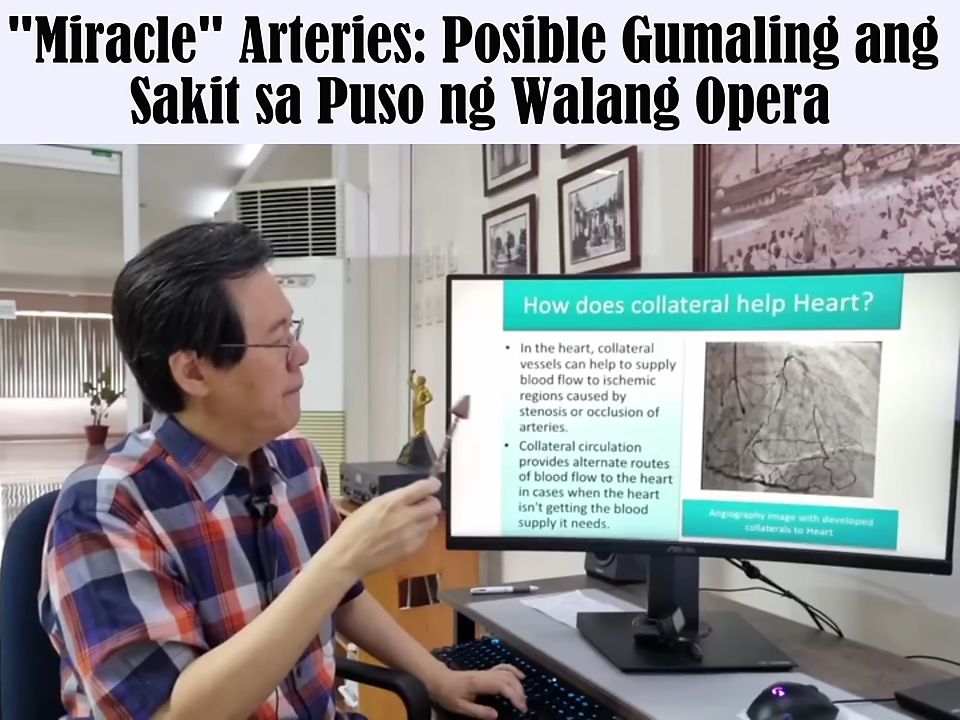 "Miracle" Arteries: Posible Gumaling ang
Sakit sa Puso ng Walang Opera
How does collateral help Heart?
• In the heart, collateral
vessels can help to supply
blood flow to ischemic
regions caused by
stenosis or occlusion of
arteries.
• Collateral circulation
provides alternate routes
of blood flow to the heart
in cases when the heart
isn't getting the blood
supply it needs.
Angiography image with developed
collaterals to Heart
ASUS